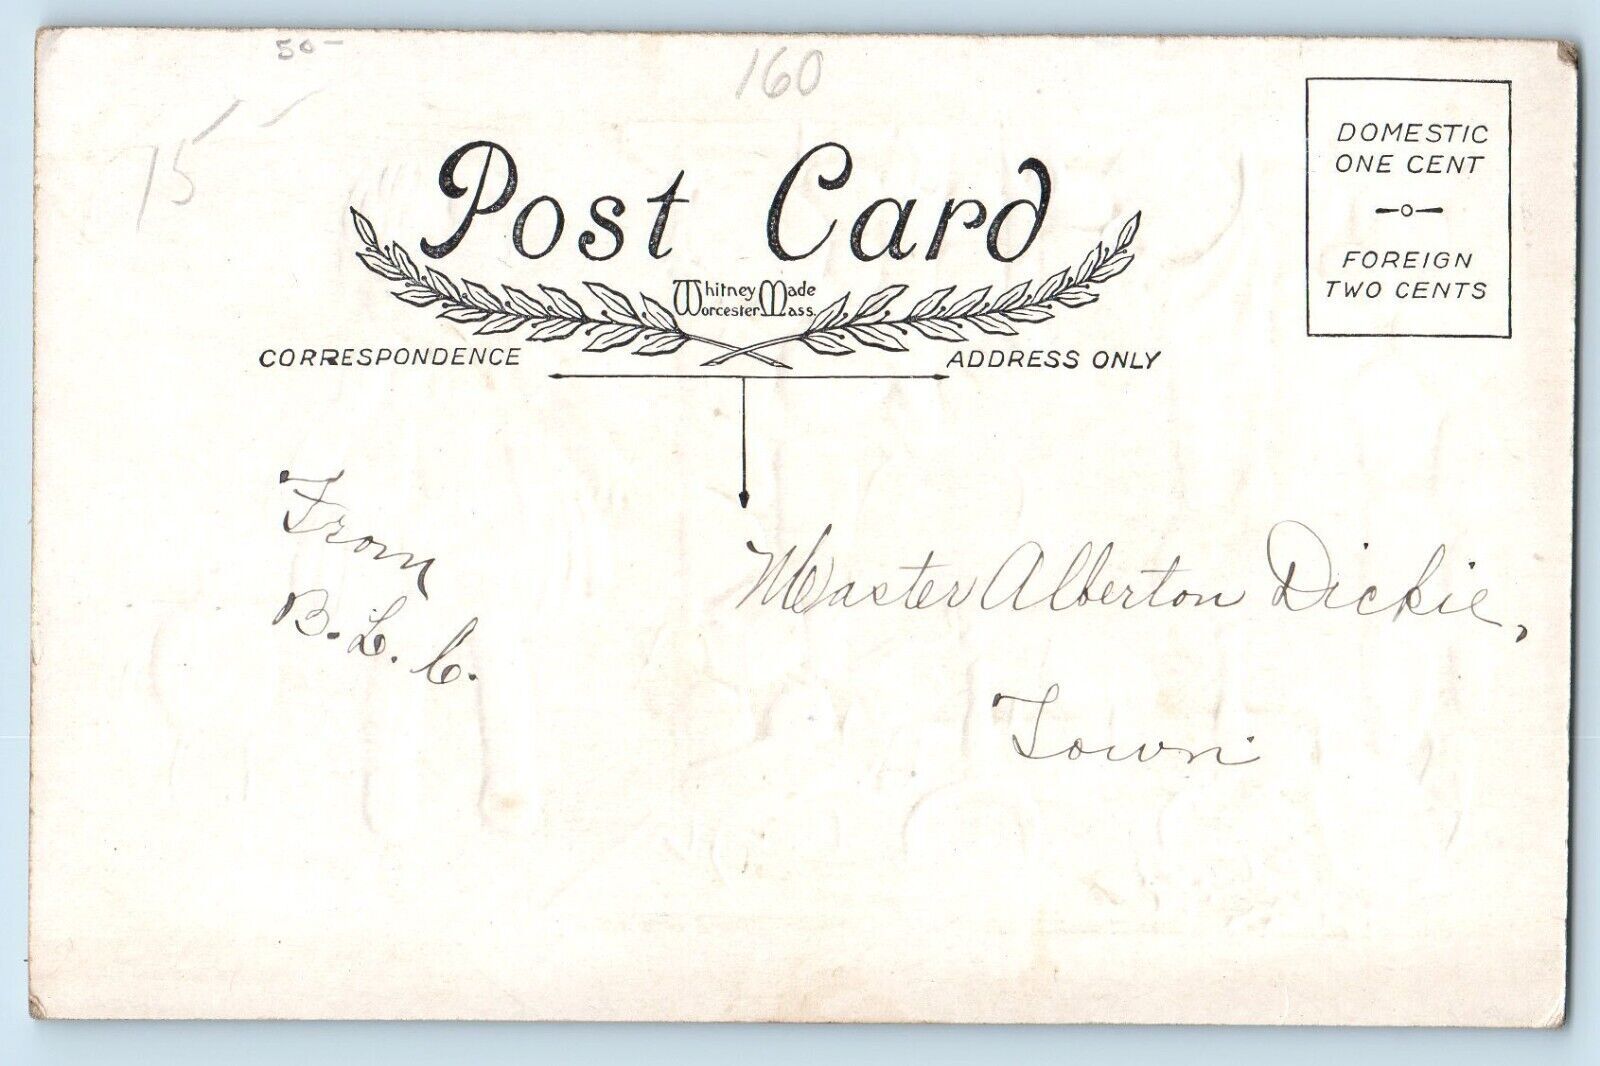 50-
160
15-
DOMESTIC
ONE CENT
FOREIGN
TWO CENTS
Post Card
Whitney Made
Worcester Mass.
CORRESPONDENCE
ADDRESS ONLY
From
B. L. C.
Master Alberton Dickie,
Town.